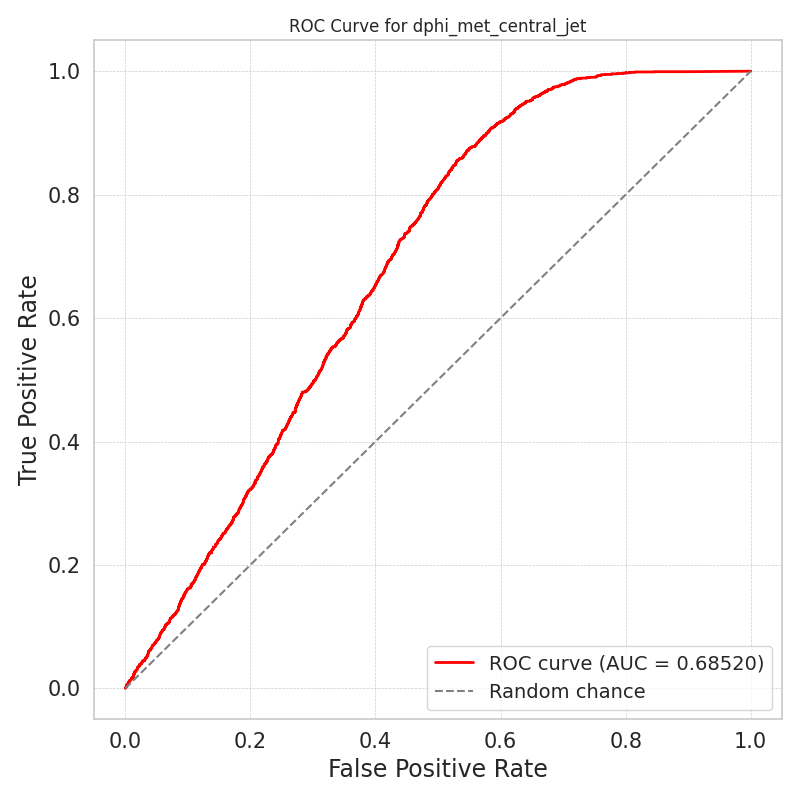 ROC Curve for dphi_met_central_jet
True Positive Rate
1.0
0.8
0.6
0.4
0.2
0.0
ROC curve (AUC = 0.68520)
Random chance
0.0 0.2 0.4 0.6 0.8 1.0
False Positive Rate